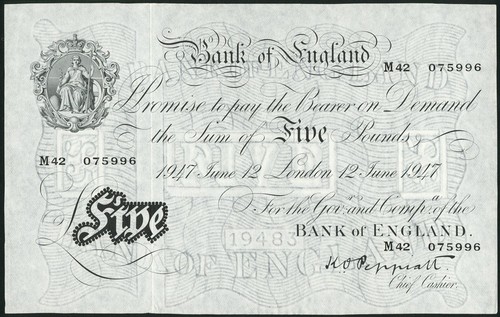 Bank of England
M42 075996
I Promise to pay the Bearer on Demand
the Sum of Five Pounds
M42 075996
1947 June 12 London 12 June 1947
For the Gov.r and Comp.a of the
BANK of ENGLAND.
£Five
19483
M42 075996
K O Peppiatt.
Chief Cashier.